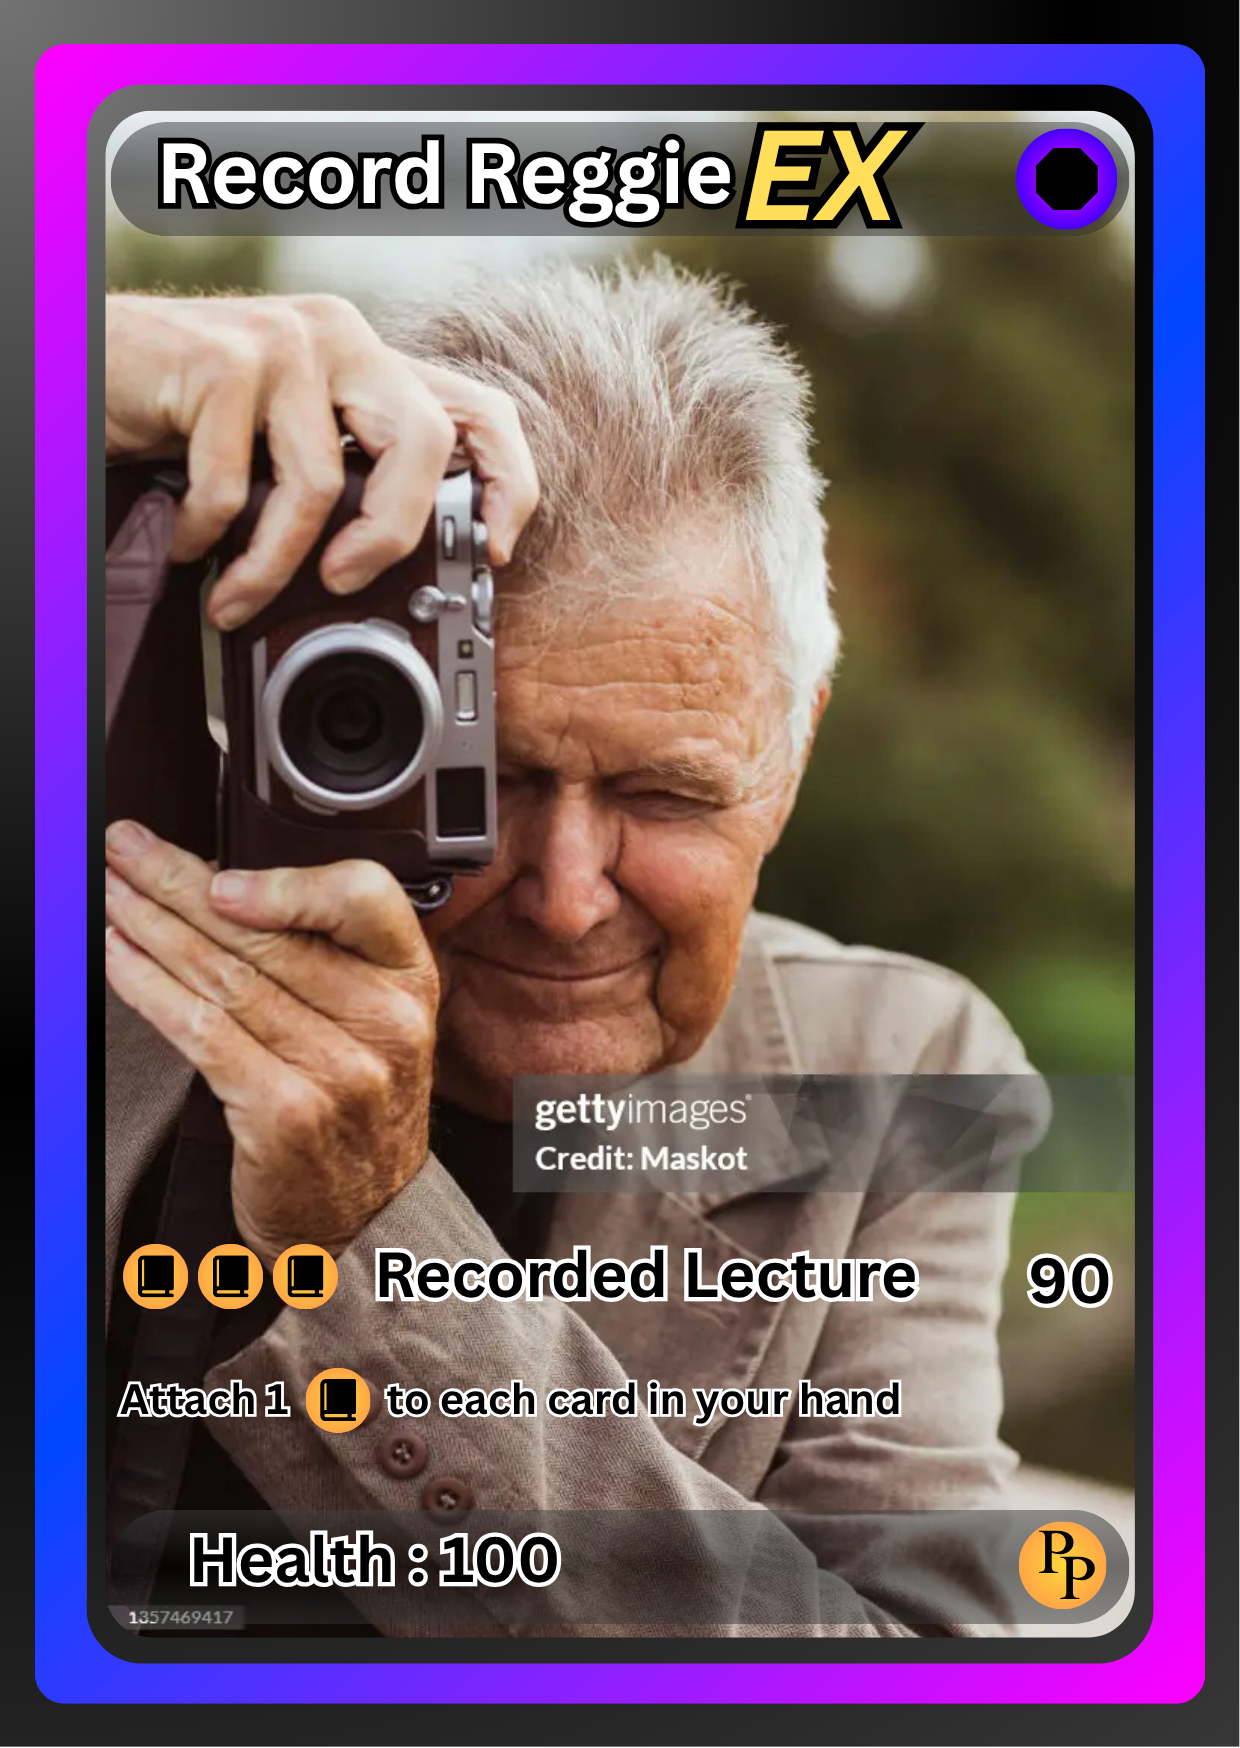 Record Reggie EX
gettyimages®
Credit: Maskot
Recorded Lecture 90
Attach 1 to each card in your hand
Health : 100
PP
1357469417